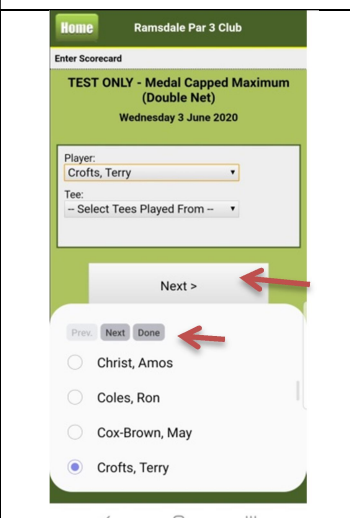 Home
Ramsdale Par 3 Club
Enter Scorecard
TEST ONLY - Medal Capped Maximum
(Double Net)
Wednesday 3 June 2020
Player:
Crofts, Terry
Tee:
-- Select Tees Played From --
Next >
Prev. Next Done
Christ, Amos
Coles, Ron
Cox-Brown, May
Crofts, Terry